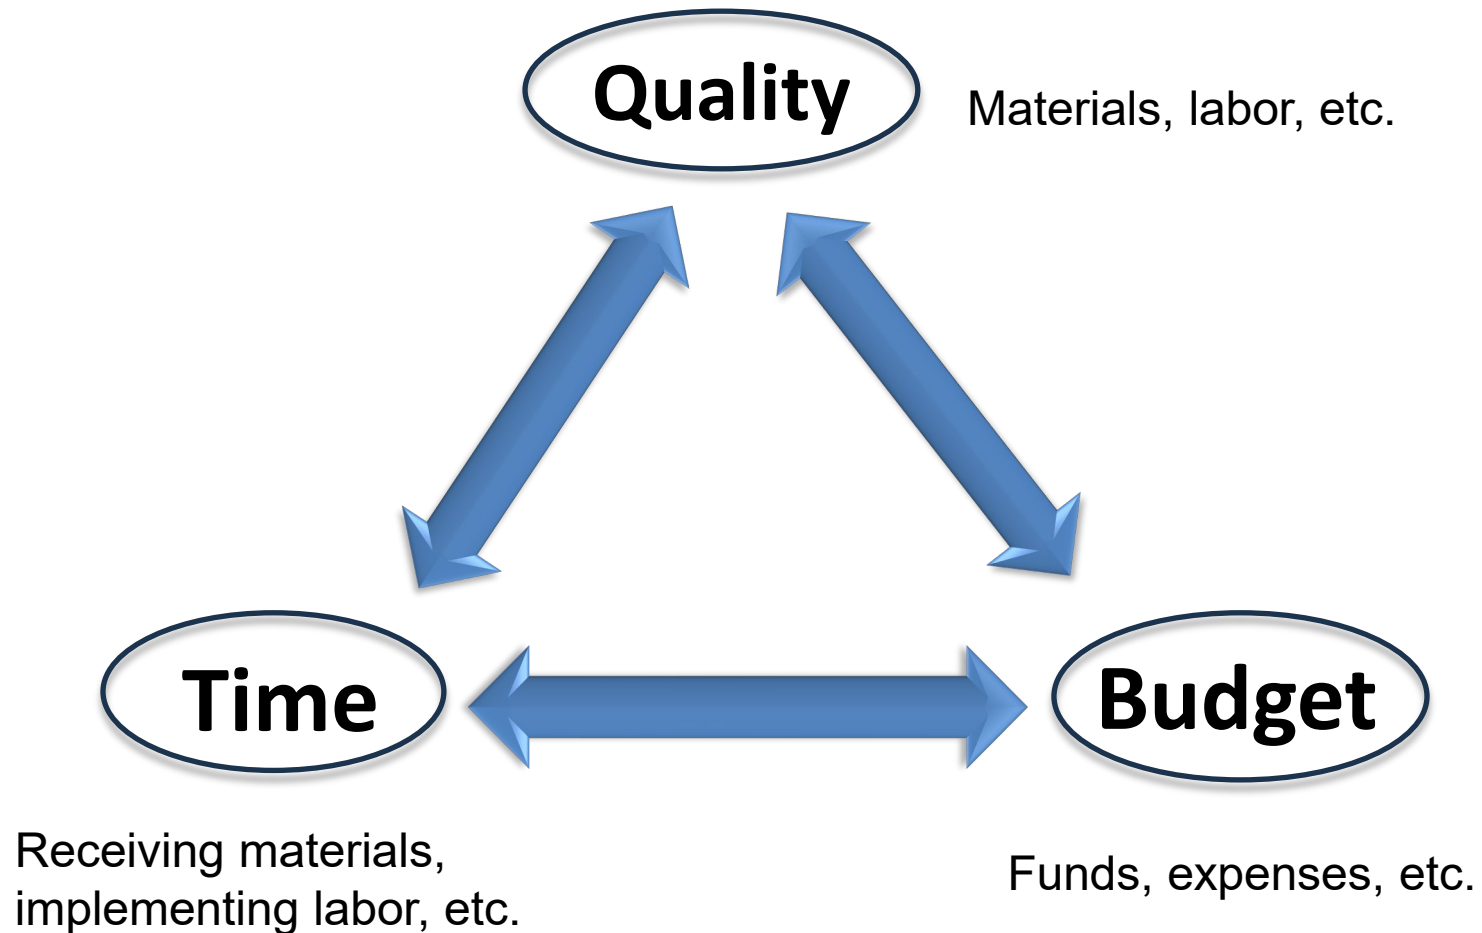 Quality
Materials, labor, etc.
Time
Budget
Receiving materials,
implementing labor, etc.
Funds, expenses, etc.